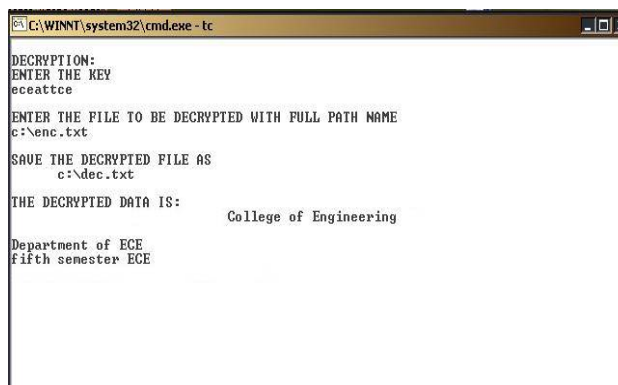 C:\WINNT\system32\cmd.exe - tc
DECRYPTION:
ENTER THE KEY
eceattce
ENTER THE FILE TO BE DECRYPTED WITH FULL PATH NAME
c:\enc.txt
SAVE THE DECRYPTED FILE AS
c:\dec.txt
THE DECRYPTED DATA IS:
College of Engineering
Department of ECE
fifth semester ECE